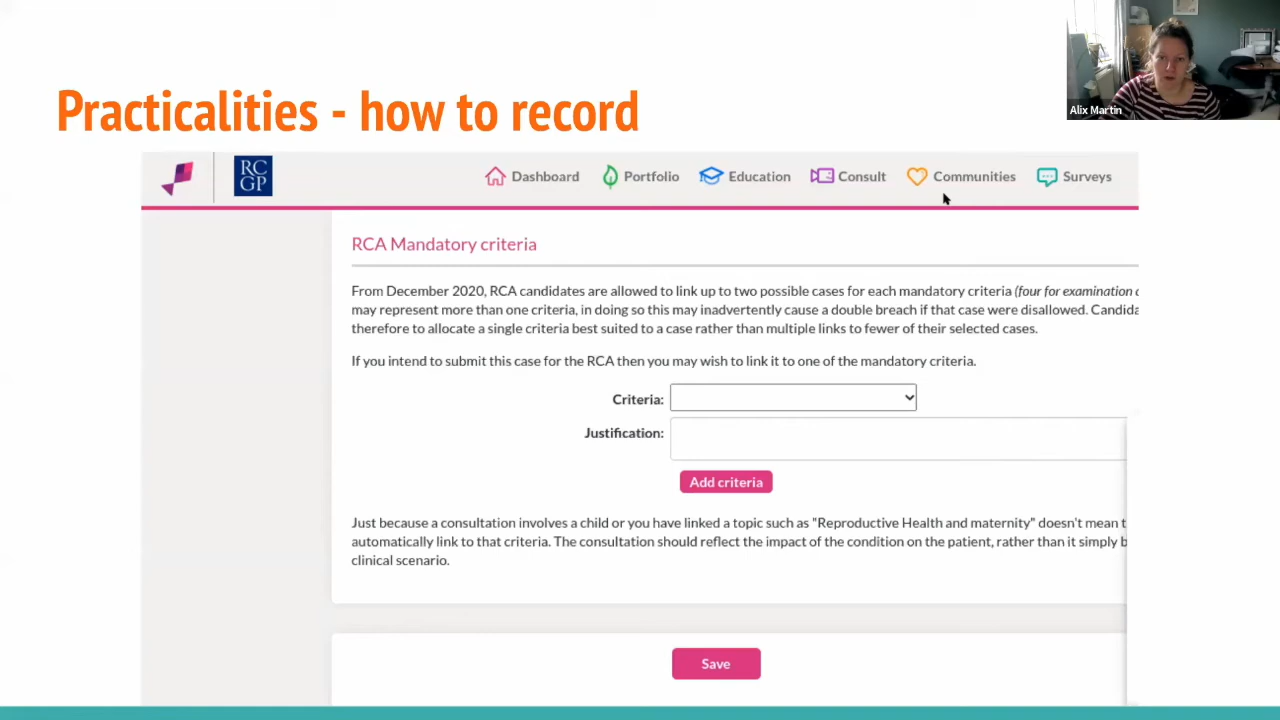 Alix Martin
Practicalities - how to record
RC
GP
Dashboard Portfolio Education Consult Communities Surveys
RCA Mandatory criteria
From December 2020, RCA candidates are allowed to link up to two possible cases for each mandatory criteria (four for examination
may represent more than one criteria, in doing so this may inadvertently cause a double breach if that case were disallowed. Candida
therefore to allocate a single criteria best suited to a case rather than multiple links to fewer of their selected cases.
If you intend to submit this case for the RCA then you may wish to link it to one of the mandatory criteria.
Criteria:
Justification:
Add criteria
Just because a consultation involves a child or you have linked a topic such as "Reproductive Health and maternity" doesn't mean t
automatically link to that criteria. The consultation should reflect the impact of the condition on the patient, rather than it simply b
clinical scenario.
Save